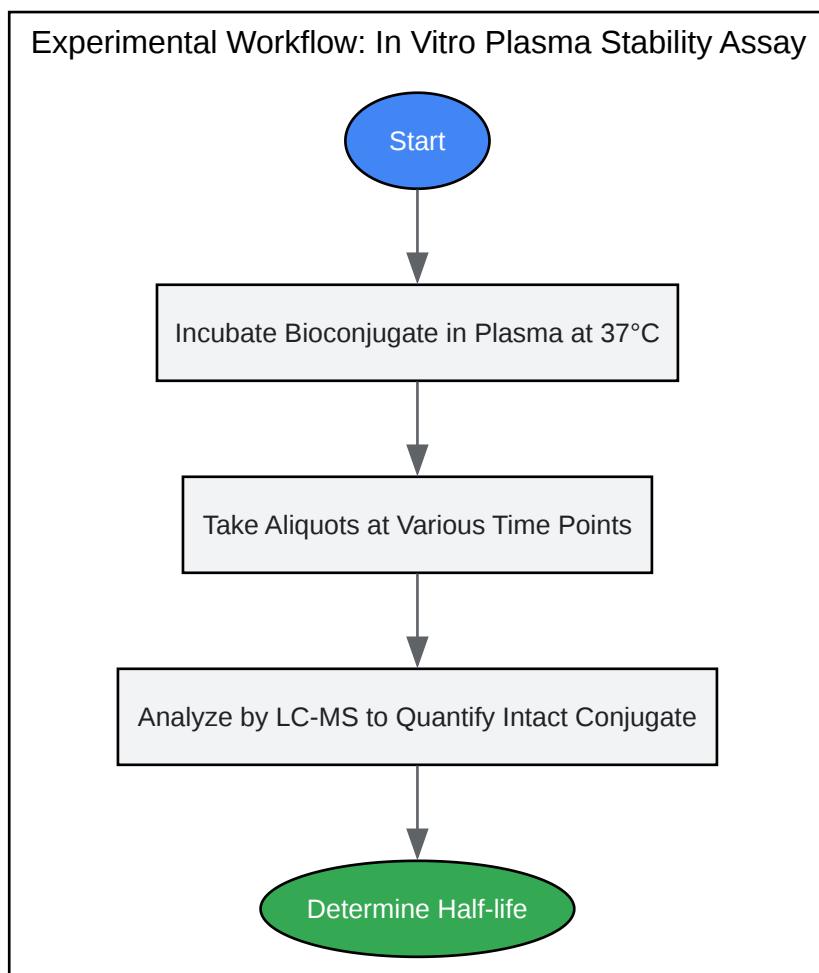 Experimental Workflow: In Vitro Plasma Stability Assay
Start
Incubate Bioconjugate in Plasma at 37°C
Take Aliquots at Various Time Points
Analyze by LC-MS to Quantify Intact Conjugate
Determine Half-life